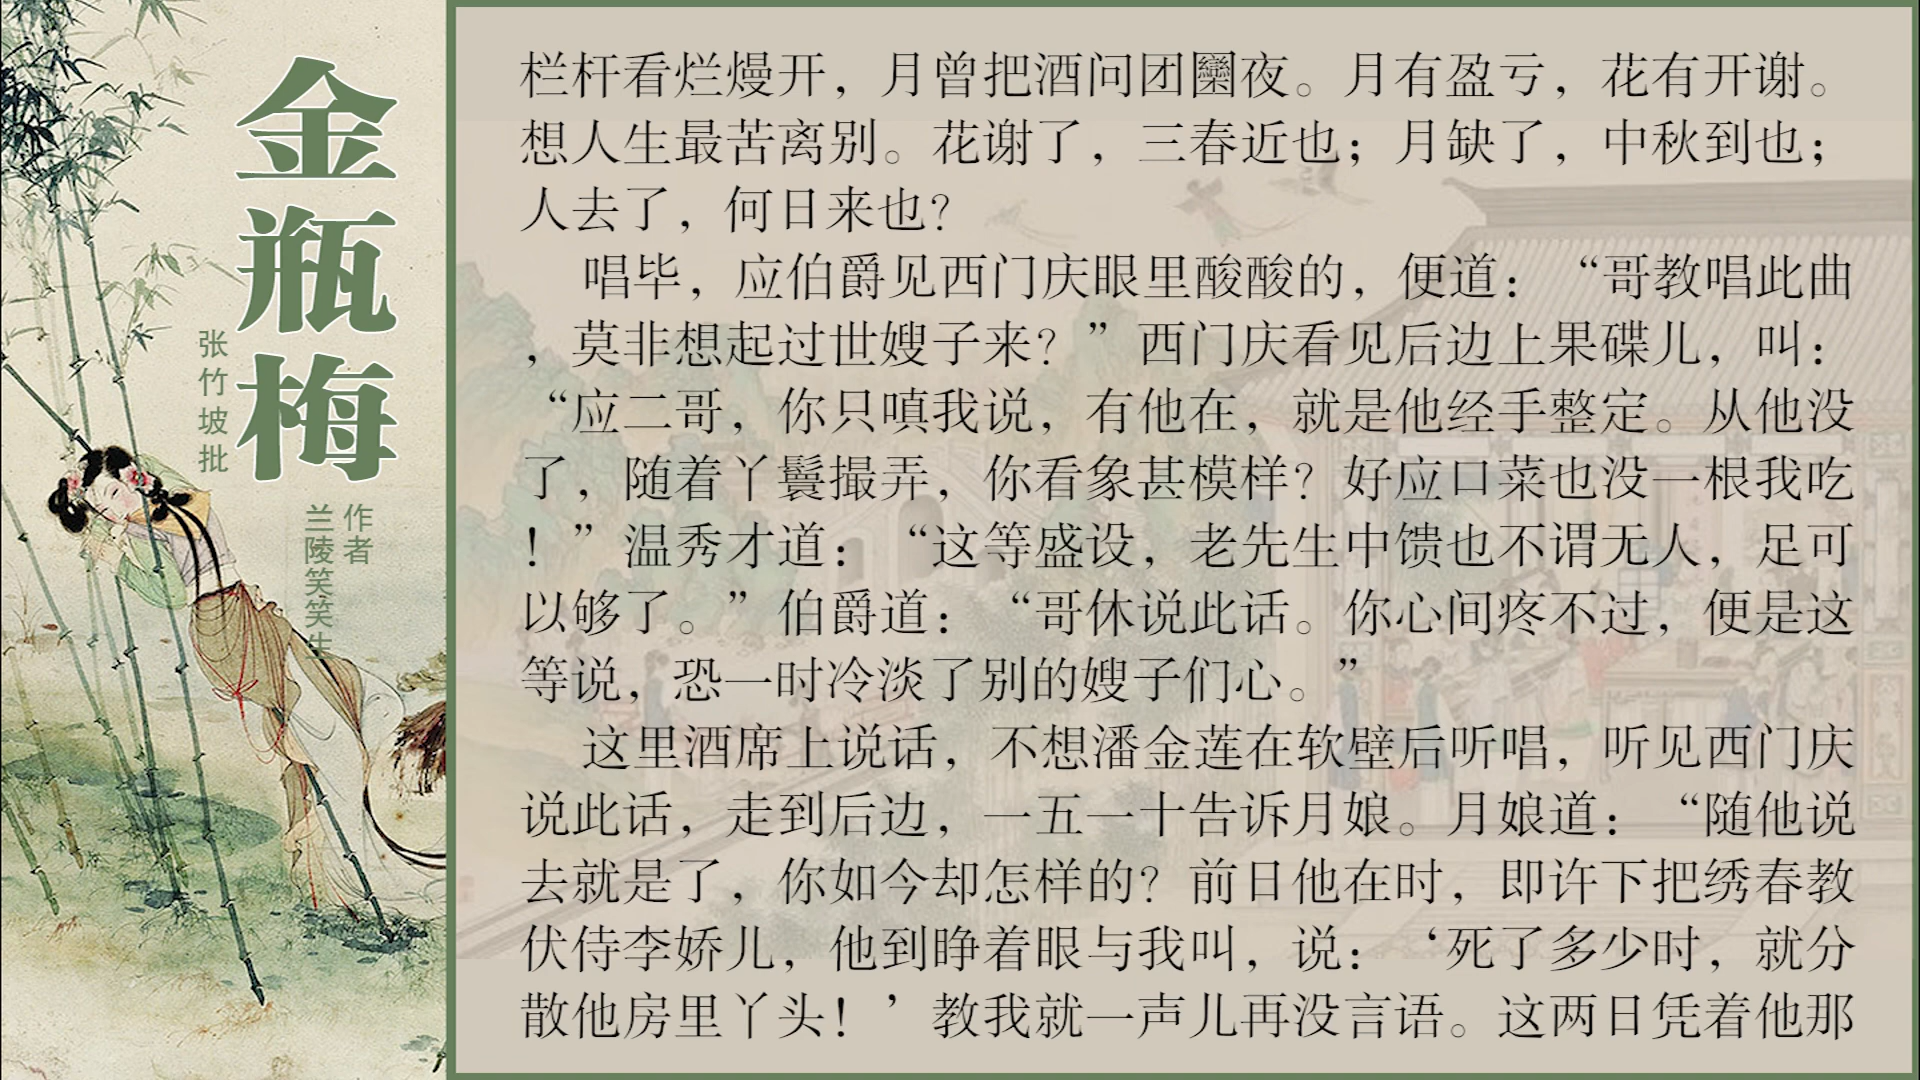 金瓶梅
张竹坡批
作者
兰陵笑笑生
栏杆看烂熳开，月曾把酒问团圞夜。月有盈亏，花有开谢。
想人生最苦离别。花谢了，三春近也；月缺了，中秋到也；
人去了，何日来也？
唱毕，应伯爵见西门庆眼里酸酸的，便道：“哥教唱此曲
，莫非想起过世嫂子来？”西门庆看见后边上果碟儿，叫：
“应二哥，你只嗔我说，有他在，就是他经手整定。从他没
了，随着丫鬟撮弄，你看象甚模样？好应口菜也没一根我吃
！”温秀才道：“这等盛设，老先生中馈也不谓无人，足可
以够了。”伯爵道：“哥休说此话。你心间疼不过，便是这
等说，恐一时冷淡了别的嫂子们心。”
这里酒席上说话，不想潘金莲在软壁后听唱，听见西门庆
说此话，走到后边，一五一十告诉月娘。月娘道：“随他说
去就是了，你如今却怎样的？前日他在时，即许下把绣春教
伏侍李娇儿，他到睁着眼与我叫，说：‘死了多少时，就分
散他房里丫头！’教我就一声儿再没言语。这两日凭着他那